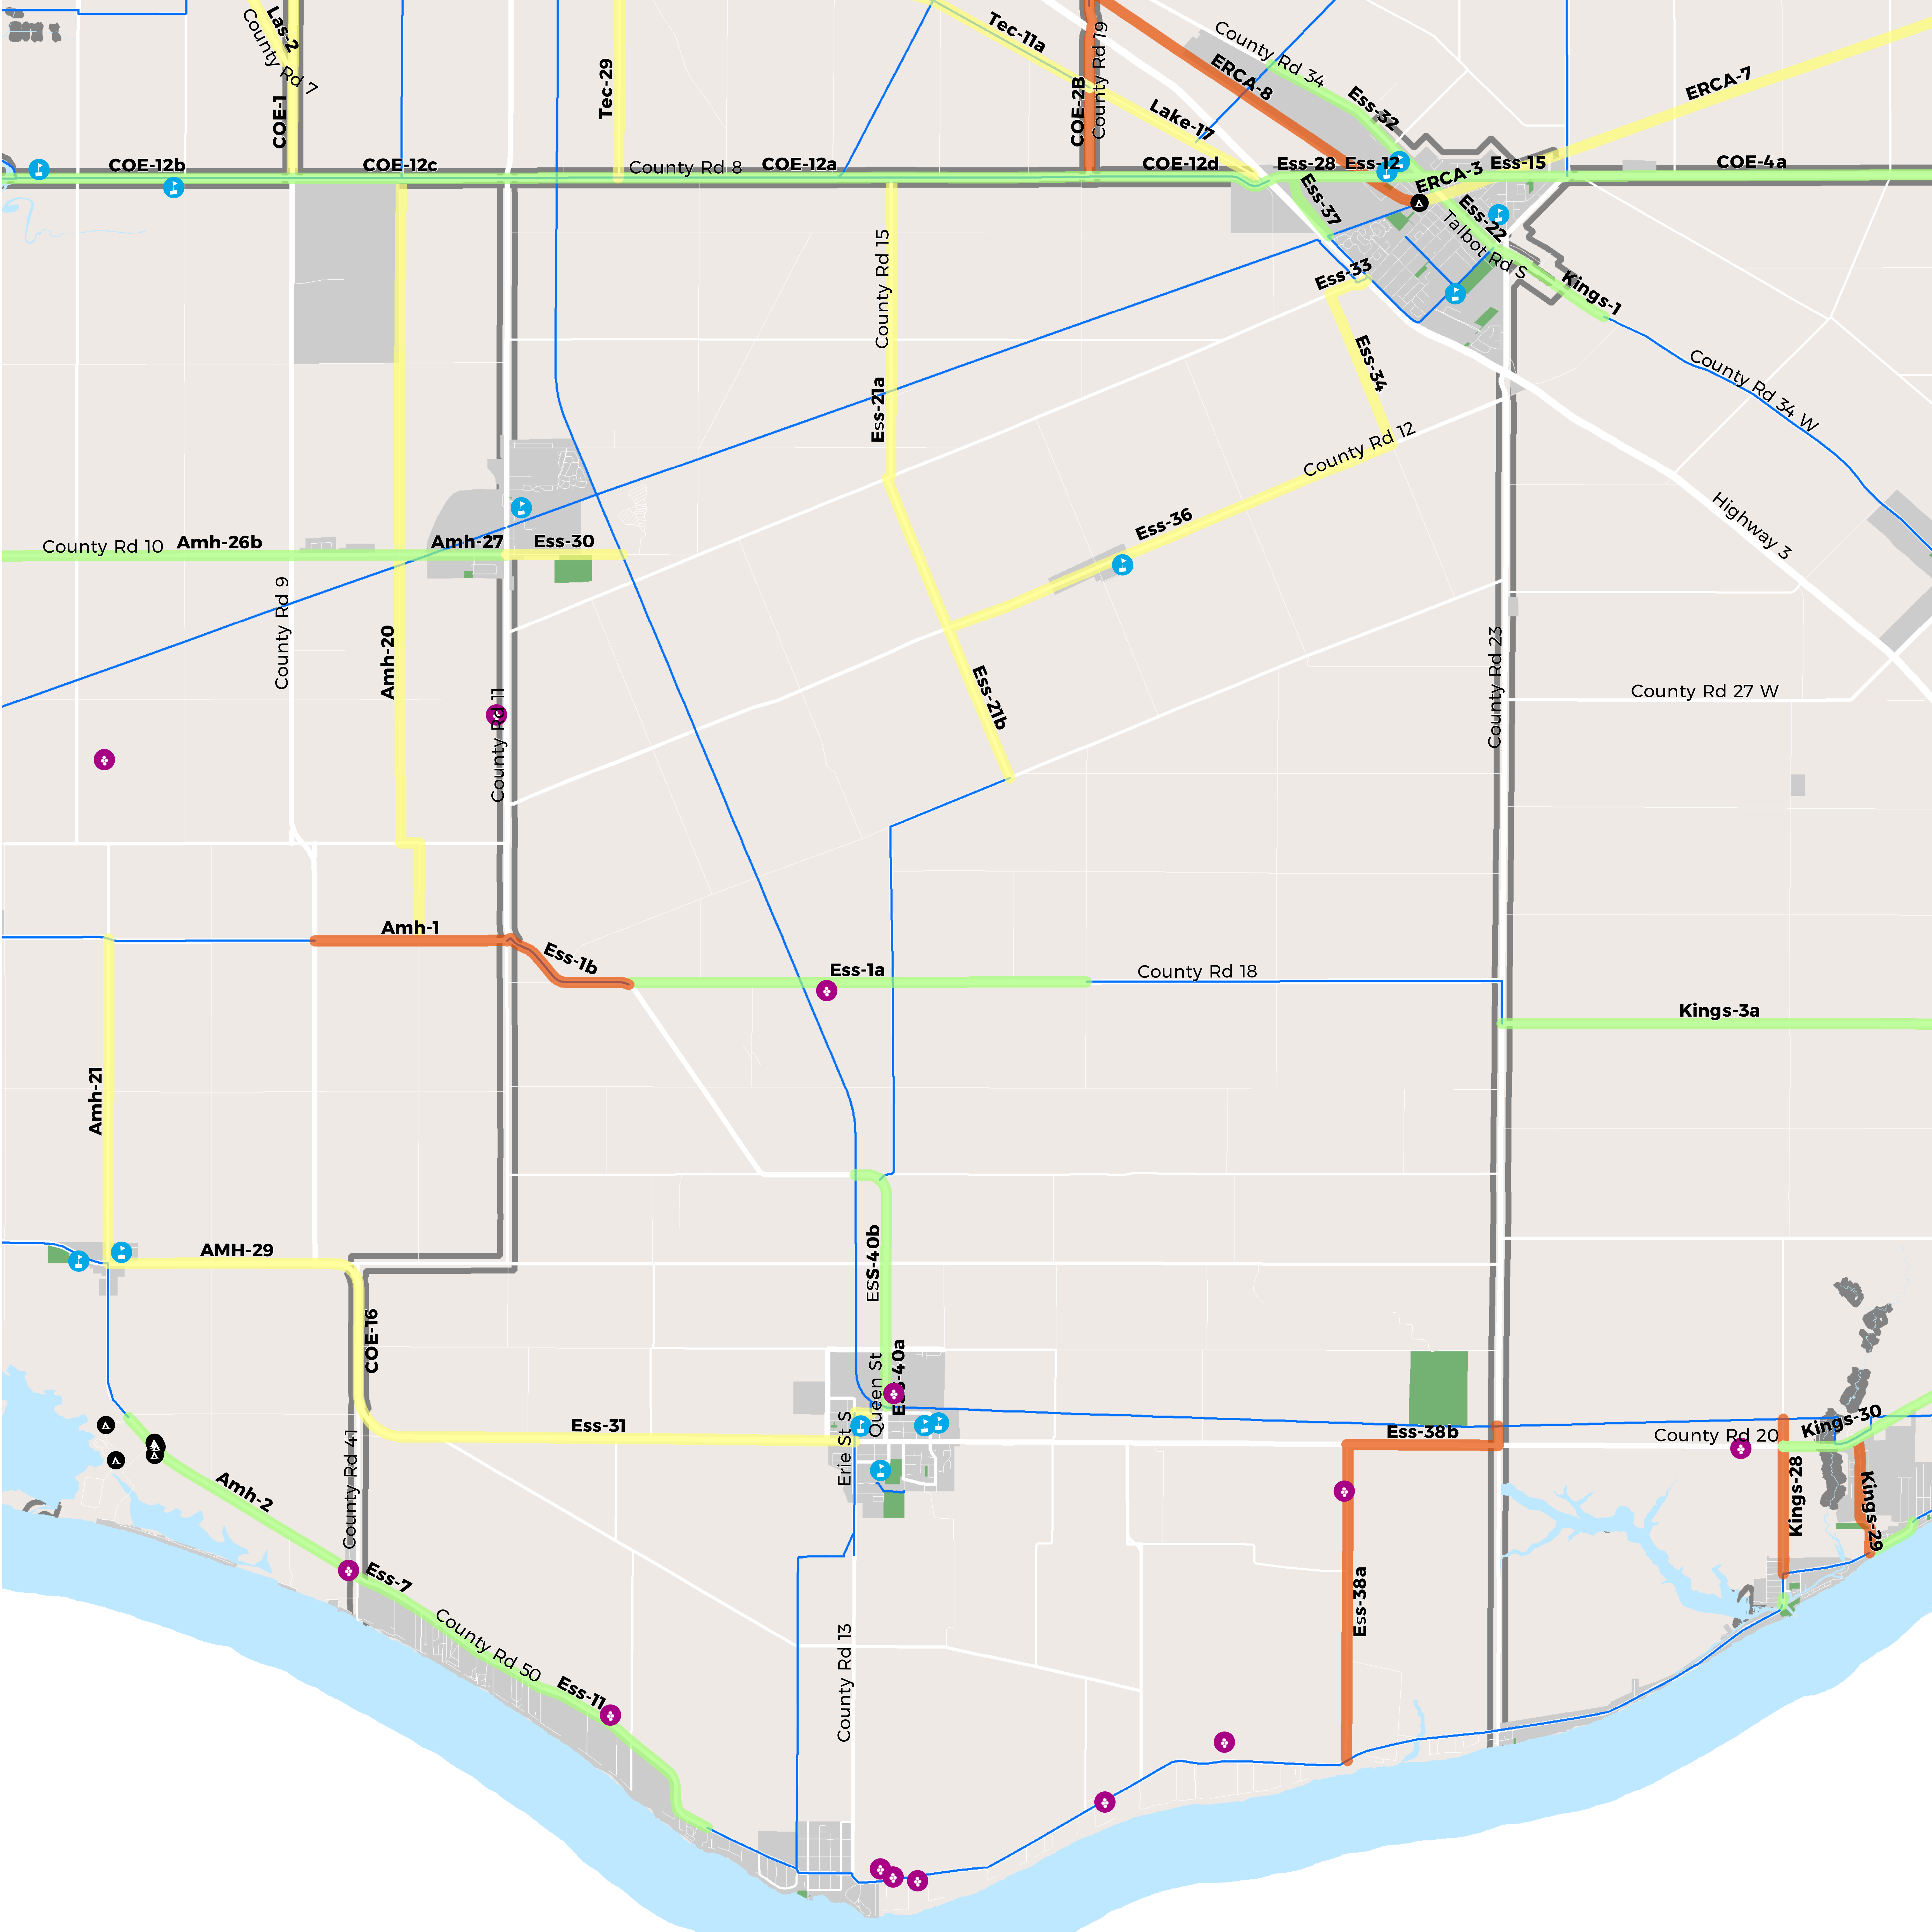 Las-2
County Rd 7
COE-1
Tec-29
Tec-11a
COE-2B
County Rd 19
ERCA-8
County Rd 34
Ess-32
ERCA-7
Lake-17
COE-12b
COE-12c
County Rd 8
COE-12a
COE-12d
Ess-28
Ess-12
ERCA-3
Ess-15
COE-4a
Ess-37
Ess-22
Talbot Rd S
Kings-1
County Rd 15
Ess-33
Ess-34
County Rd 34 W
Ess-21a
County Rd 12
Highway 3
County Rd 10
Amh-26b
Amh-27
Ess-30
Ess-36
County Rd 9
Amh-20
County Rd 11
Ess-21b
County Rd 23
County Rd 27 W
Amh-1
Ess-1b
Ess-1a
County Rd 18
Kings-3a
Amh-21
AMH-29
ESS-40b
COE-16
Ess-40a
Queen St
Ess-31
Erie St S
Ess-38b
County Rd 20
Kings-30
County Rd 41
Amh-2
Kings-28
Kings-29
Ess-7
Ess-38a
County Rd 50
Ess-11
County Rd 13